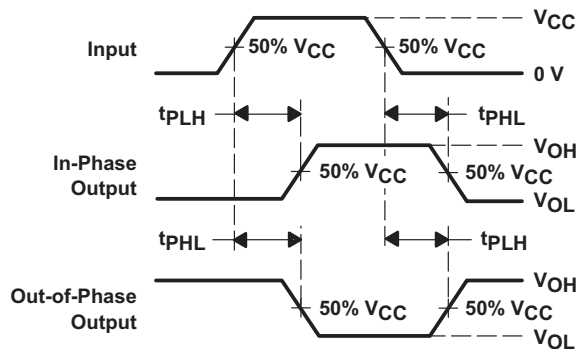 VCC
Input
50% VCC
50% VCC
0 V
tPLH
tPHL
In-Phase
Output
50% VCC
VOH
50% VCC
VOL
tPHL
tPLH
Out-of-Phase
Output
50% VCC
VOH
50% VCC
VOL